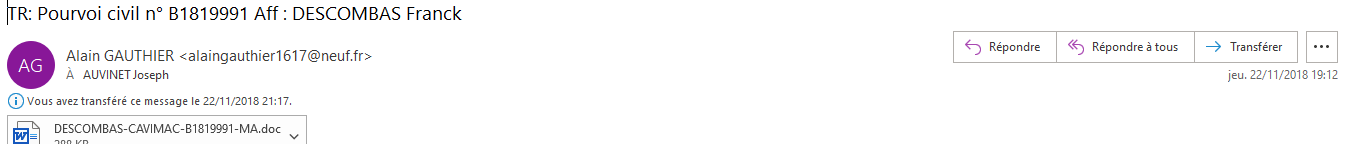 TR: Pourvoi civil n° B1819991 Aff : DESCOMBAS Franck
AG
Alain GAUTHIER <alaingauthier1617@neuf.fr>
À AUVINET Joseph
Répondre
Répondre à tous
Transférer
jeu. 22/11/2018 19:12
Vous avez transféré ce message le 22/11/2018 21:17.
DESCOMBAS-CAVIMAC-B1819991-MA.doc